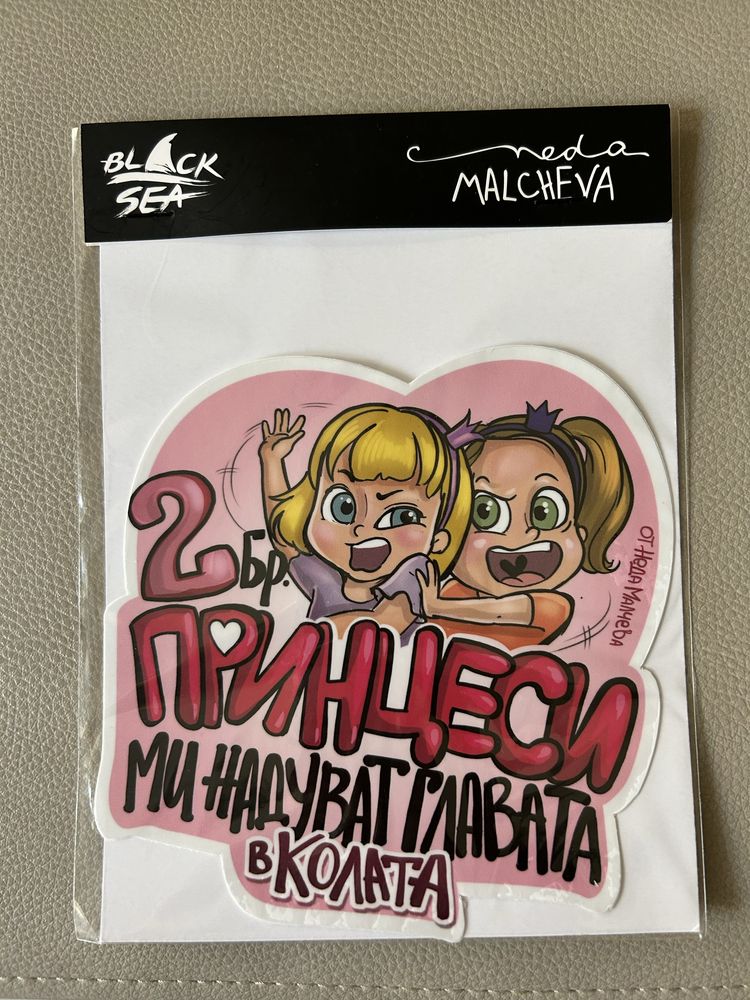 BLACK
SEA
neda
MALCHEVA
2 бр.
ПРИНЦЕСИ
МИ НАДУВАТ ГЛАВАТА
В КОЛАТА
ОТ НЕДА МАЛЧЕВА